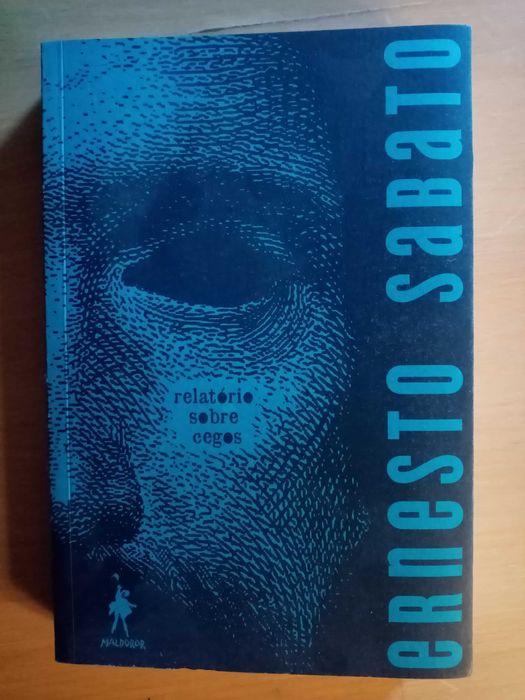 eRnesTO saBaTO
relatório
sobre
cegos
MALDOROR